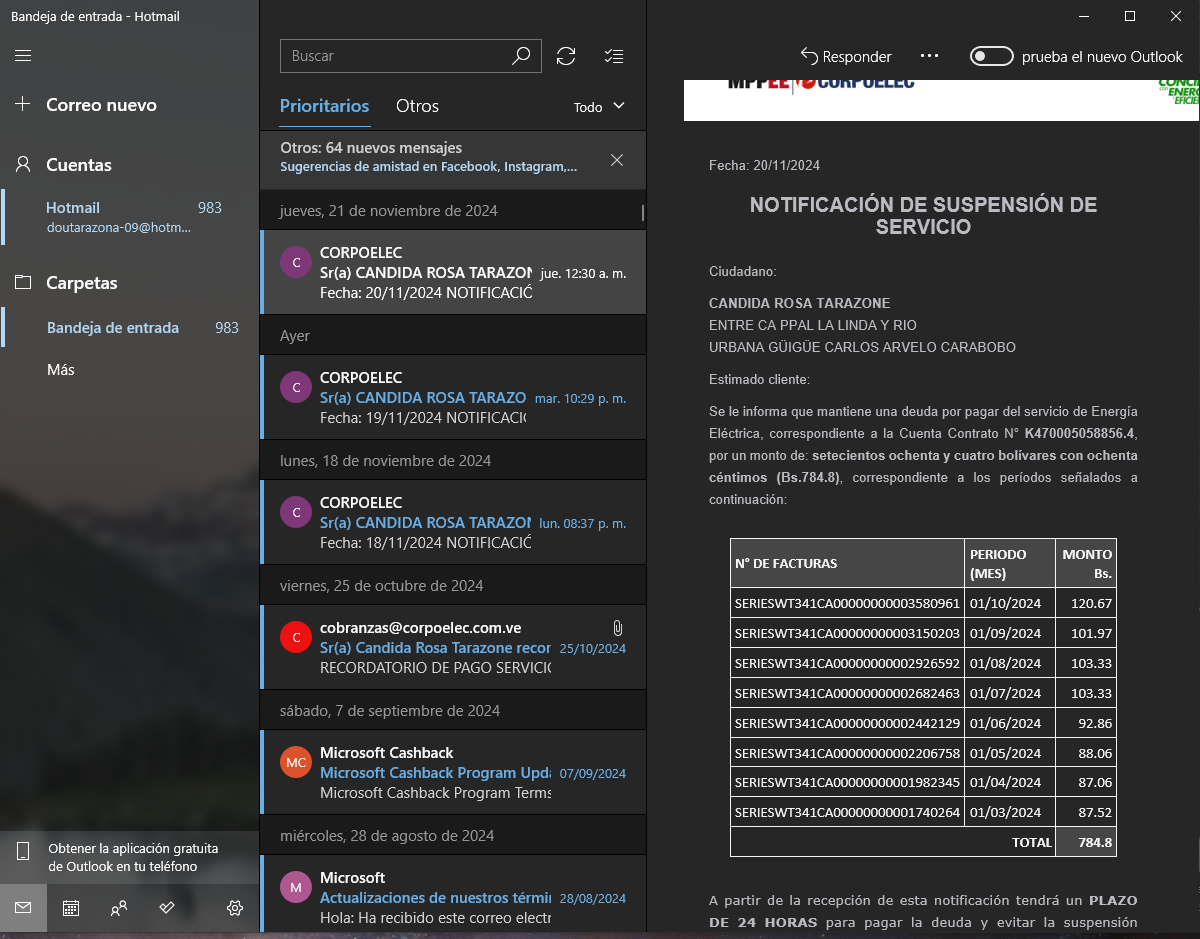 Bandeja de entrada - Hotmail
Correo nuevo
Cuentas
Hotmail 983
doutarazona-09@hotm...
Carpetas
Bandeja de entrada 983
Más
Obtener la aplicación gratuita
de Outlook en tu teléfono
Buscar
Prioritarios Otros Todo
Otros: 64 nuevos mensajes
Sugerencias de amistad en Facebook, Instagram,...
jueves, 21 de noviembre de 2024
C
CORPOELEC
Sr(a) CANDIDA ROSA TARAZON jue. 12:30 a. m.
Fecha: 20/11/2024 NOTIFICACIÓ
Ayer
C
CORPOELEC
Sr(a) CANDIDA ROSA TARAZO mar. 10:29 p. m.
Fecha: 19/11/2024 NOTIFICACIÓ
lunes, 18 de noviembre de 2024
C
CORPOELEC
Sr(a) CANDIDA ROSA TARAZON lun. 08:37 p. m.
Fecha: 18/11/2024 NOTIFICACIÓ
viernes, 25 de octubre de 2024
C
cobranzas@corpoelec.com.ve
Sr(a) Candida Rosa Tarazone recor 25/10/2024
RECORDATORIO DE PAGO SERVICIO
sábado, 7 de septiembre de 2024
MC
Microsoft Cashback
Microsoft Cashback Program Upda 07/09/2024
Microsoft Cashback Program Terms
miércoles, 28 de agosto de 2024
M
Microsoft
Actualizaciones de nuestros términ 28/08/2024
Hola: Ha recibido este correo electr
Responder ... prueba el nuevo Outlook
MPPEE CORPOELEC
CONCI
ENERG
EFICIEN
Fecha: 20/11/2024
NOTIFICACIÓN DE SUSPENSIÓN DE
SERVICIO
Ciudadano:
CANDIDA ROSA TARAZONE
ENTRE CA PPAL LA LINDA Y RIO
URBANA GÜIGÜE CARLOS ARVELO CARABOBO
Estimado cliente:
Se le informa que mantiene una deuda por pagar del servicio de Energía
Eléctrica, correspondiente a la Cuenta Contrato N° K470005058856.4,
por un monto de: setecientos ochenta y cuatro bolívares con ochenta
céntimos (Bs.784.8), correspondiente a los períodos señalados a
continuación:
N° DE FACTURAS PERIODO (MES) MONTO Bs.
SERIESWT341CA00000000003580961 01/10/2024 120.67
SERIESWT341CA00000000003150203 01/09/2024 101.97
SERIESWT341CA00000000002926592 01/08/2024 103.33
SERIESWT341CA00000000002682463 01/07/2024 103.33
SERIESWT341CA00000000002442129 01/06/2024 92.86
SERIESWT341CA00000000002206758 01/05/2024 88.06
SERIESWT341CA00000000001982345 01/04/2024 87.06
SERIESWT341CA00000000001740264 01/03/2024 87.52
TOTAL 784.8
A partir de la recepción de esta notificación tendrá un PLAZO
DE 24 HORAS para pagar la deuda y evitar la suspensión